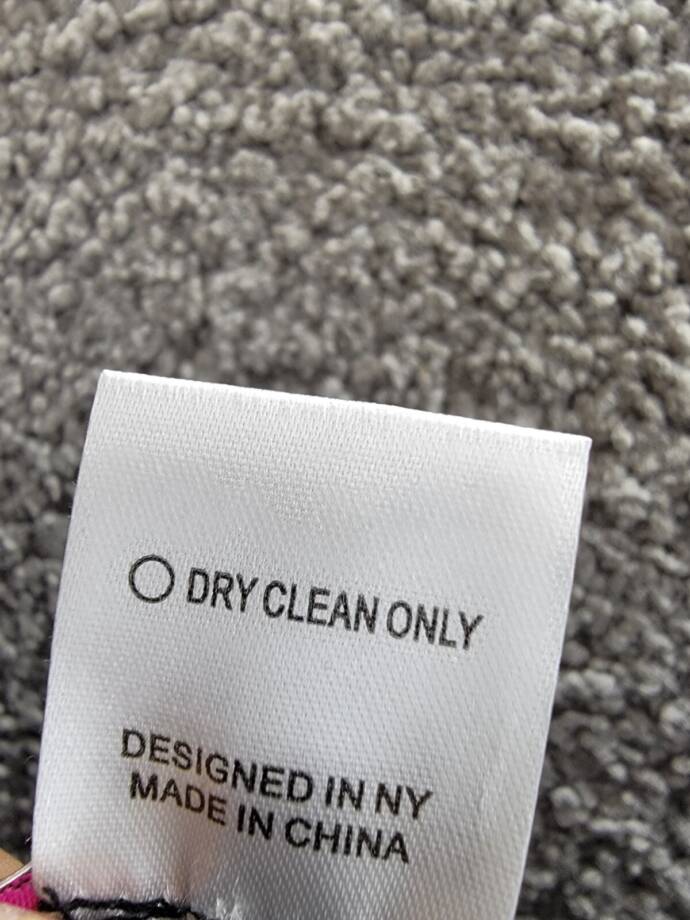 DRY CLEAN ONLY
DESIGNED IN NY
MADE IN CHINA